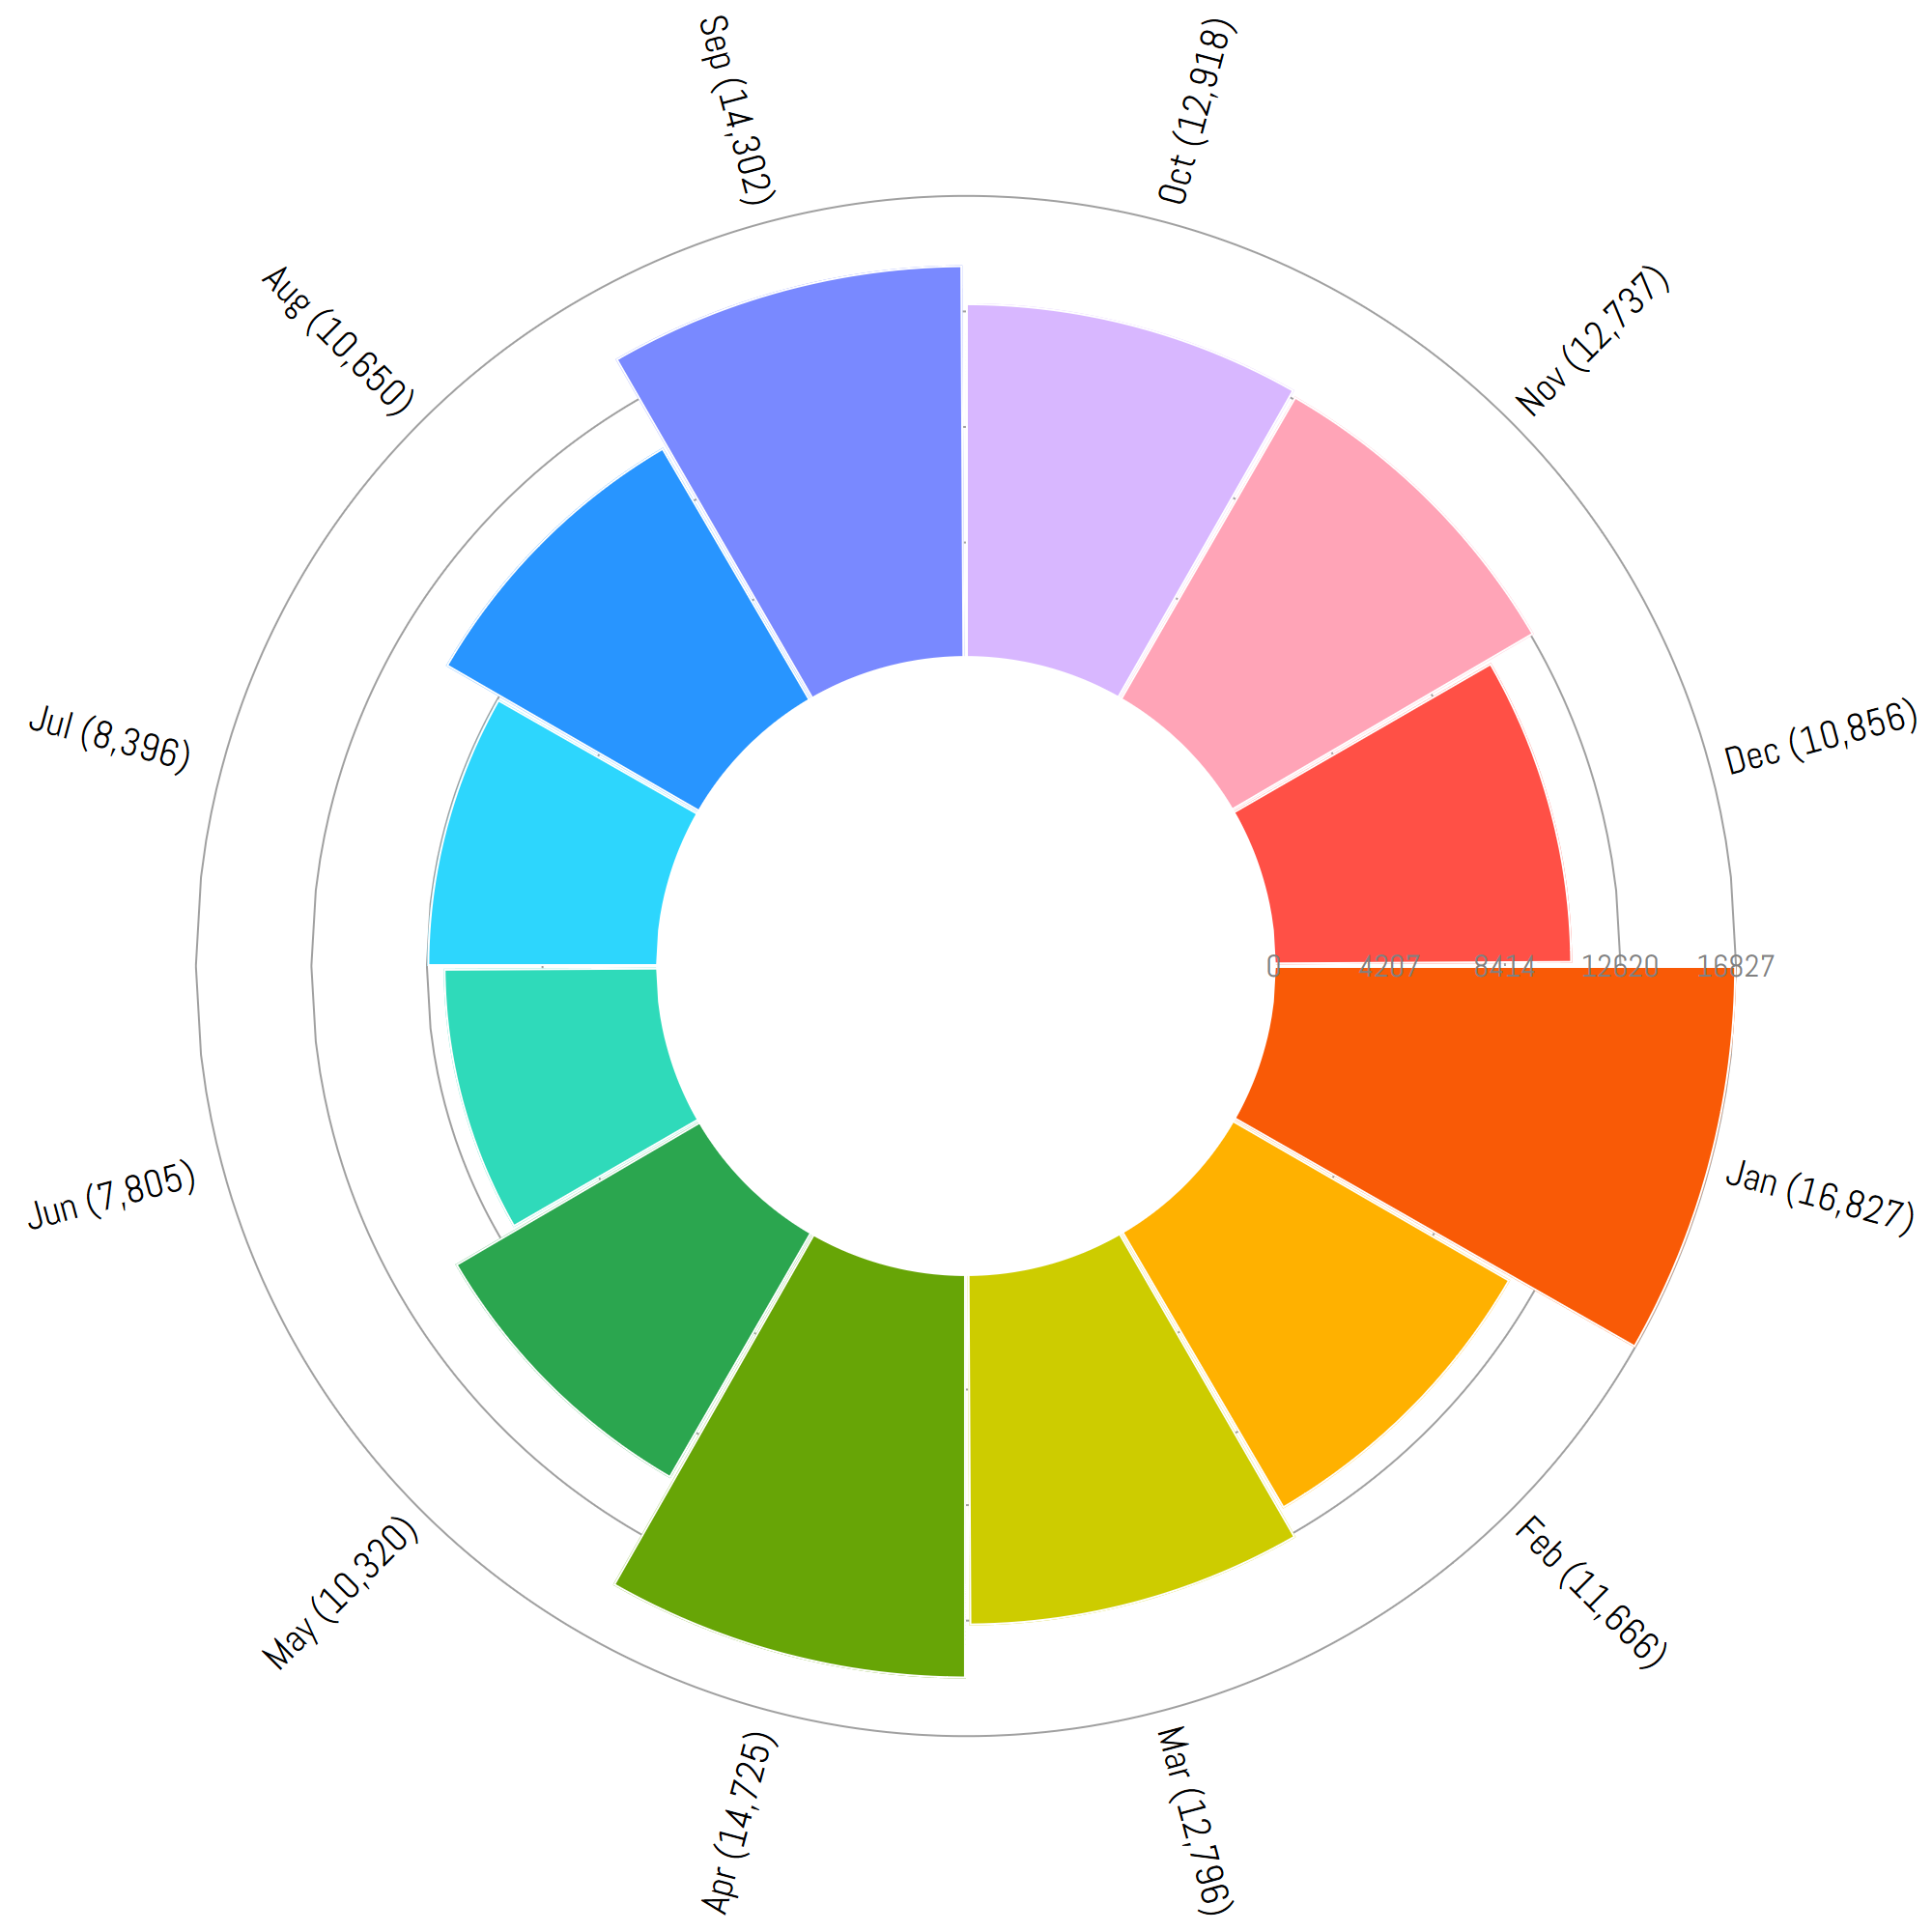 Sep (14,302)
Oct (12,918)
Aug (10,650)
Nov (12,737)
Jul (8,396)
Dec (10,856)
0 4207 8414 12620 16827
Jun (7,805)
Jan (16,827)
May (10,320)
Feb (11,666)
Apr (14,725)
Mar (12,796)